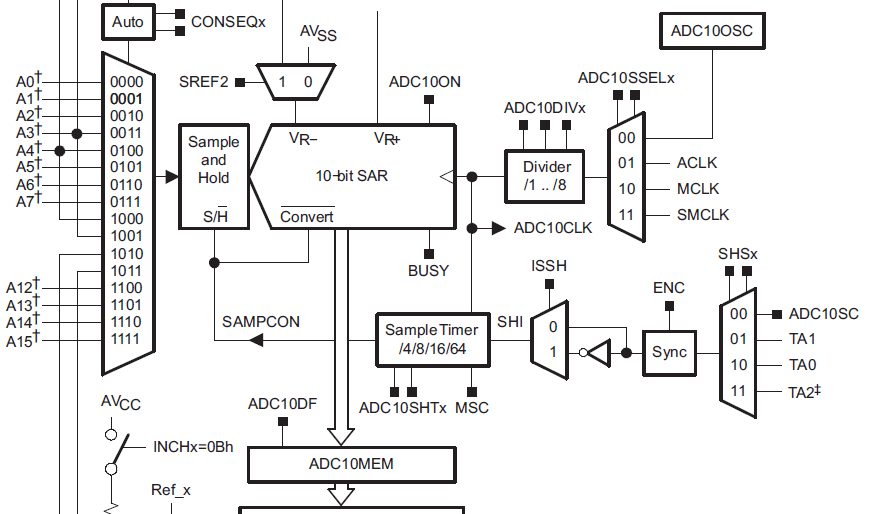 Auto
CONSEQx
AVSS
ADC10OSC
SREF2
1 0
ADC10ON
ADC10SSELx
ADC10DIVx
VR−
VR+
A0† 0000
A1† 0001
A2† 0010
A3† 0011
A4† 0100
A5† 0101
A6† 0110
A7† 0111
1000
1001
1010
1011
A12† 1100
A13† 1101
A14† 1110
A15† 1111
Sample
and
Hold
S/H
10−bit SAR
Convert
Divider
/1 .. /8
00
01 ACLK
10 MCLK
11 SMCLK
ADC10CLK
BUSY
ISSH
ENC
SHSx
SAMPCON
Sample Timer
/4/8/16/64
SHI
0
1
Sync
00 ADC10SC
01 TA1
10 TA0
11 TA2‡
ADC10SHTx
MSC
AVCC
INCHx=0Bh
Ref_x
ADC10DF
ADC10MEM